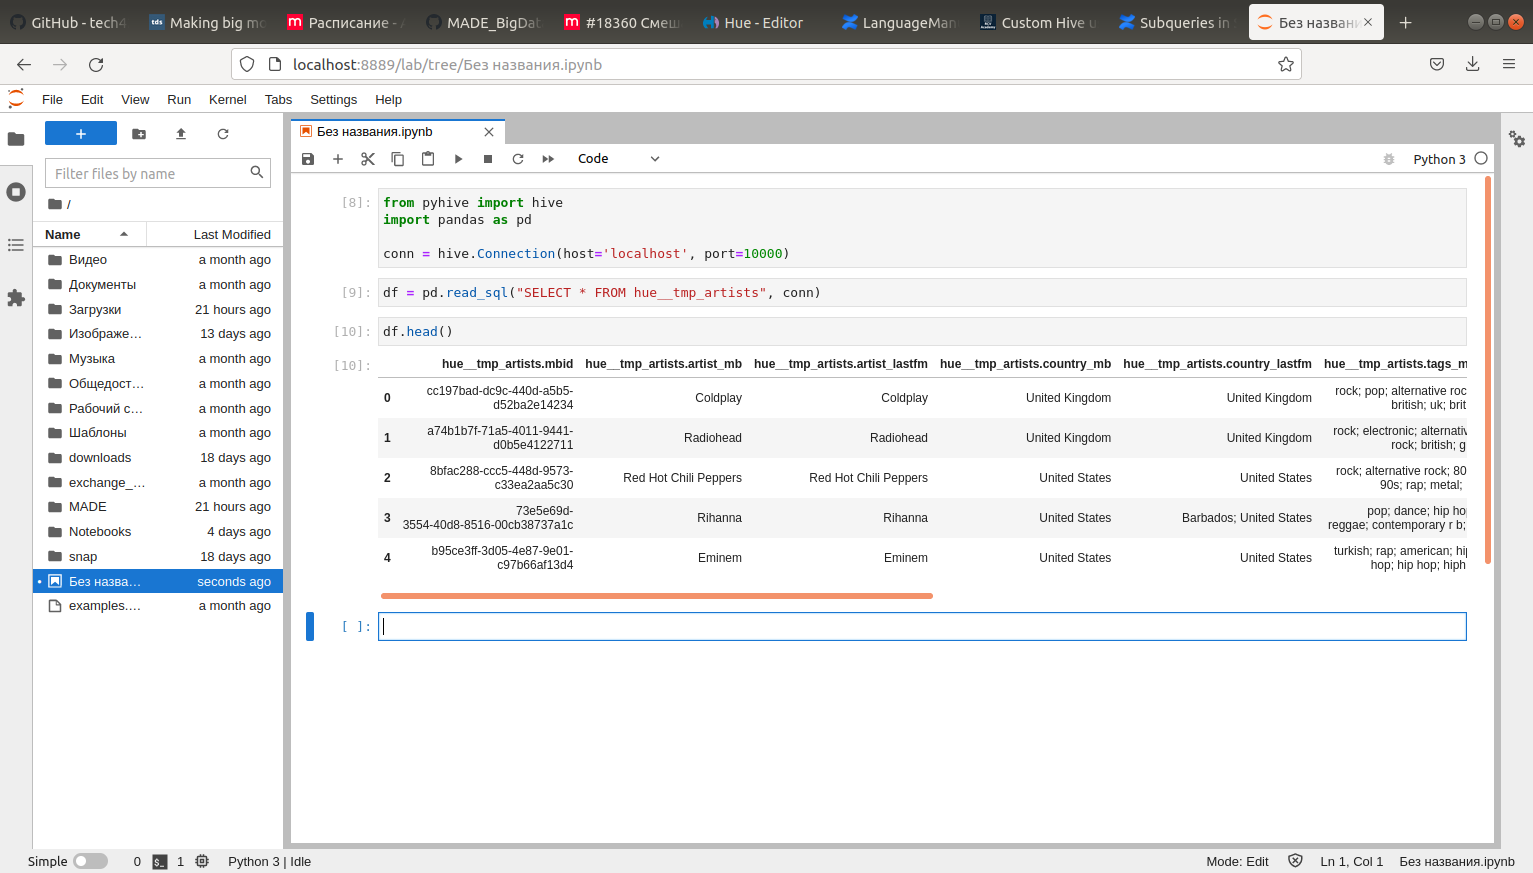 GitHub - tech4
Making big mo
Расписание - 
MADE_BigDat
#18360 Смеш
Hue - Editor
LanguageMan
Custom Hive u
Subqueries in
Без названи
localhost:8889/lab/tree/Без названия.ipynb
File Edit View Run Kernel Tabs Settings Help
Без названия.ipynb
Code
Python 3
Filter files by name
/
Name Last Modified
Видео a month ago
Документы a month ago
Загрузки 21 hours ago
Изображе… 13 days ago
Музыка a month ago
Общедост… a month ago
Рабочий с… a month ago
Шаблоны a month ago
downloads 18 days ago
exchange_… a month ago
MADE 21 hours ago
Notebooks 4 days ago
snap 18 days ago
Без назва… seconds ago
examples.… a month ago
[8]: from pyhive import hive
import pandas as pd
conn = hive.Connection(host='localhost', port=10000)
[9]: df = pd.read_sql("SELECT * FROM hue__tmp_artists", conn)
[10]: df.head()
[10]: hue__tmp_artists.mbid hue__tmp_artists.artist_mb hue__tmp_artists.artist_lastfm hue__tmp_artists.country_mb hue__tmp_artists.country_lastfm hue__tmp_artists.tags_m
0 cc197bad-dc9c-440d-a5b5-d52ba2e14234 Coldplay Coldplay United Kingdom United Kingdom rock; pop; alternative roc british; uk; brit
1 a74b1b7f-71a5-4011-9441-d0b5e4122711 Radiohead Radiohead United Kingdom United Kingdom rock; electronic; alternativ rock; british; g
2 8bfac288-ccc5-448d-9573-c33ea2aa5c30 Red Hot Chili Peppers Red Hot Chili Peppers United States United States rock; alternative rock; 80 90s; rap; metal;
3 73e5e69d-3554-40d8-8516-00cb38737a1c Rihanna Rihanna United States Barbados; United States pop; dance; hip ho reggae; contemporary r b;
4 b95ce3ff-3d05-4e87-9e01-c97b66af13d4 Eminem Eminem United States United States turkish; rap; american; hip hop; hip hop; hiph
[ ]:
Simple 0 1 Python 3 | Idle
Mode: Edit Ln 1, Col 1 Без названия.ipynb